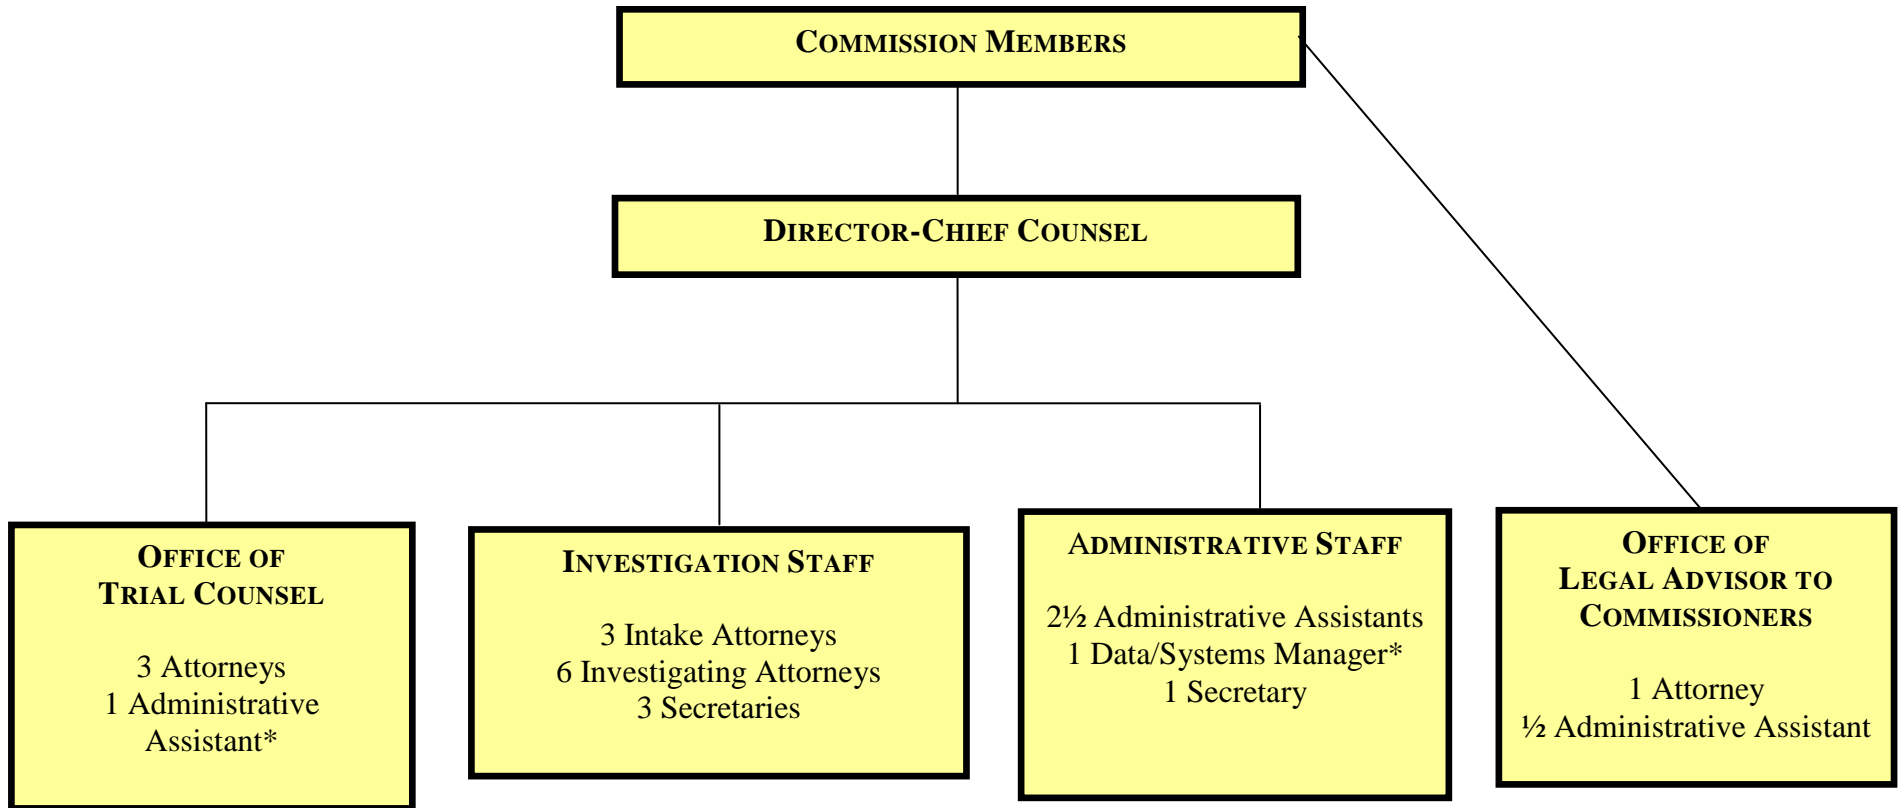 COMMISSION MEMBERS
DIRECTOR-CHIEF COUNSEL
OFFICE OF
TRIAL COUNSEL
3 Attorneys
1 Administrative
Assistant*
INVESTIGATION STAFF
3 Intake Attorneys
6 Investigating Attorneys
3 Secretaries
ADMINISTRATIVE STAFF
2½ Administrative Assistants
1 Data/Systems Manager*
1 Secretary
OFFICE OF
LEGAL ADVISOR TO
COMMISSIONERS
1 Attorney
½ Administrative Assistant